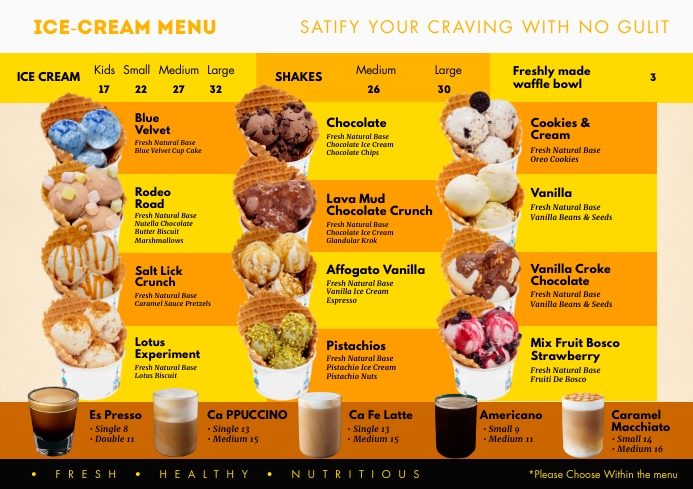 ICE-CREAM MENU
SATIFY YOUR CRAVING WITH NO GULIT
ICE CREAM
Kids Small Medium Large
17 22 27 32
SHAKES
Medium Large
26 30
Freshly made
waffle bowl
3
Blue
Velvet
Fresh Natural Base
Blue Velvet Cup Cake
Chocolate
Fresh Natural Base
Chocolate Ice Cream
Chocolate Chips
Cookies &
Cream
Fresh Natural Base
Oreo Cookies
Rodeo
Road
Fresh Natural Base
Nutella Chocolate
Butter Biscuit
Marshmallows
Lava Mud
Chocolate Crunch
Fresh Natural Base
Chocolate Ice Cream
Glandular Krok
Vanilla
Fresh Natural Base
Vanilla Beans & Seeds
Salt Lick
Crunch
Fresh Natural Base
Caramel Sauce Pretzels
Affogato Vanilla
Fresh Natural Base
Vanilla Ice Cream
Espresso
Vanilla Croke
Chocolate
Fresh Natural Base
Vanilla Beans & Seeds
Lotus
Experiment
Fresh Natural Base
Lotus Biscuit
Pistachios
Fresh Natural Base
Pistachio Ice Cream
Pistachio Nuts
Mix Fruit Bosco
Strawberry
Fresh Natural Base
Fruiti De Bosco
Es Presso
• Single 8
• Double 11
Ca PPUCCINO
• Single 13
• Medium 15
Ca Fe Latte
• Single 13
• Medium 15
Americano
• Small 9
• Medium 11
Caramel
Macchiato
• Small 14
• Medium 16
• FRESH • HEALTHY • NUTRITIOUS
*Please Choose Within the menu